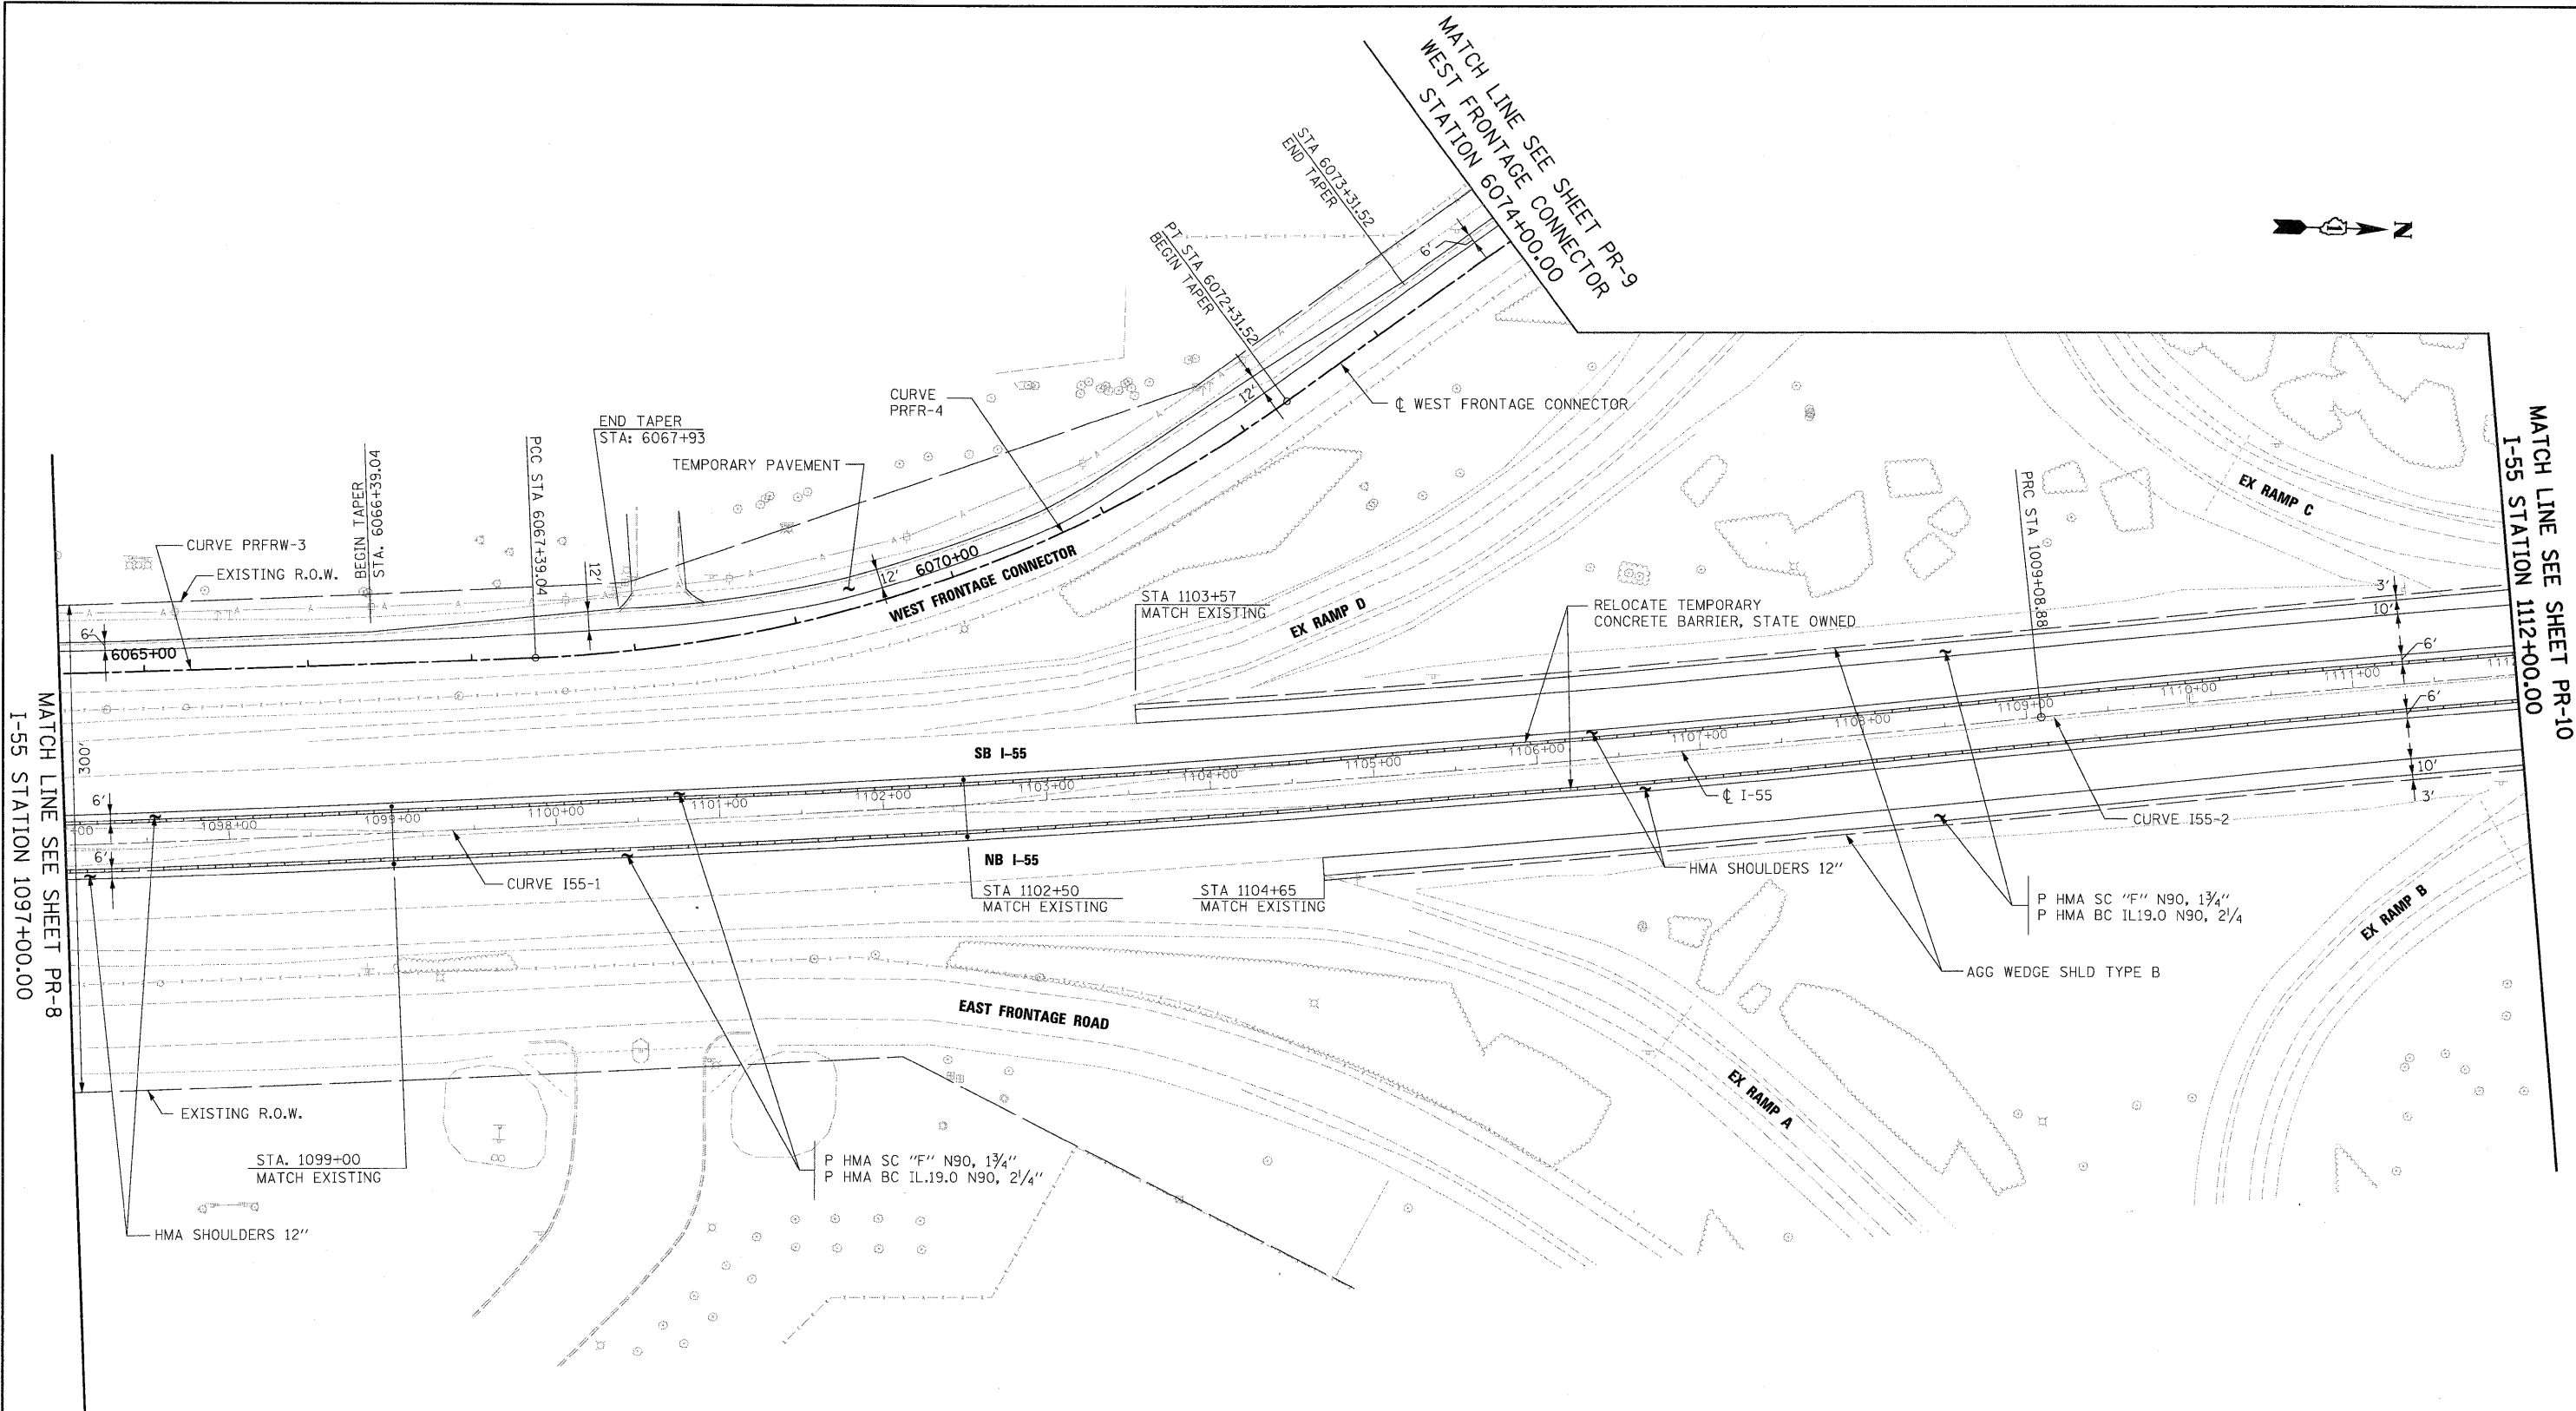 MATCH LINE SEE SHEET PR-9
WEST FRONTAGE CONNECTOR
STATION 6074+00.00
N
STA 6073+31.52
END TAPER
PT STA 6072+31.52
BEGIN TAPER
6'
12'
℄ WEST FRONTAGE CONNECTOR
CURVE
PRFR-4
END TAPER
STA: 6067+93
TEMPORARY PAVEMENT
PCC STA 6067+39.04
BEGIN TAPER
STA. 6066+39.04
CURVE PRFRW-3
EXISTING R.O.W.
12'
12'
6070+00
WEST FRONTAGE CONNECTOR
6'
6065+00
300'
MATCH LINE SEE SHEET PR-8
I-55 STATION 1097+00.00
MATCH LINE SEE SHEET PR-10
I-55 STATION 1112+00.00
EX RAMP C
PRC STA 1009+08.88
STA 1103+57
MATCH EXISTING
EX RAMP D
RELOCATE TEMPORARY
CONCRETE BARRIER, STATE OWNED
3'
10'
6'
6'
10'
3'
SB I-55
6'
6'
+00
1098+00
1099+00
1100+00
1101+00
1102+00
1103+00
1104+00
1105+00
1106+00
1107+00
1108+00
1109+00
1110+00
1111+00
℄ I-55
CURVE I55-2
CURVE I55-1
NB I-55
STA 1102+50
MATCH EXISTING
STA 1104+65
MATCH EXISTING
HMA SHOULDERS 12"
P HMA SC "F" N90, 1¾"
P HMA BC IL19.0 N90, 2¼
AGG WEDGE SHLD TYPE B
EX RAMP B
EAST FRONTAGE ROAD
EX RAMP A
EXISTING R.O.W.
STA. 1099+00
MATCH EXISTING
P HMA SC "F" N90, 1¾"
P HMA BC IL.19.0 N90, 2¼"
HMA SHOULDERS 12"